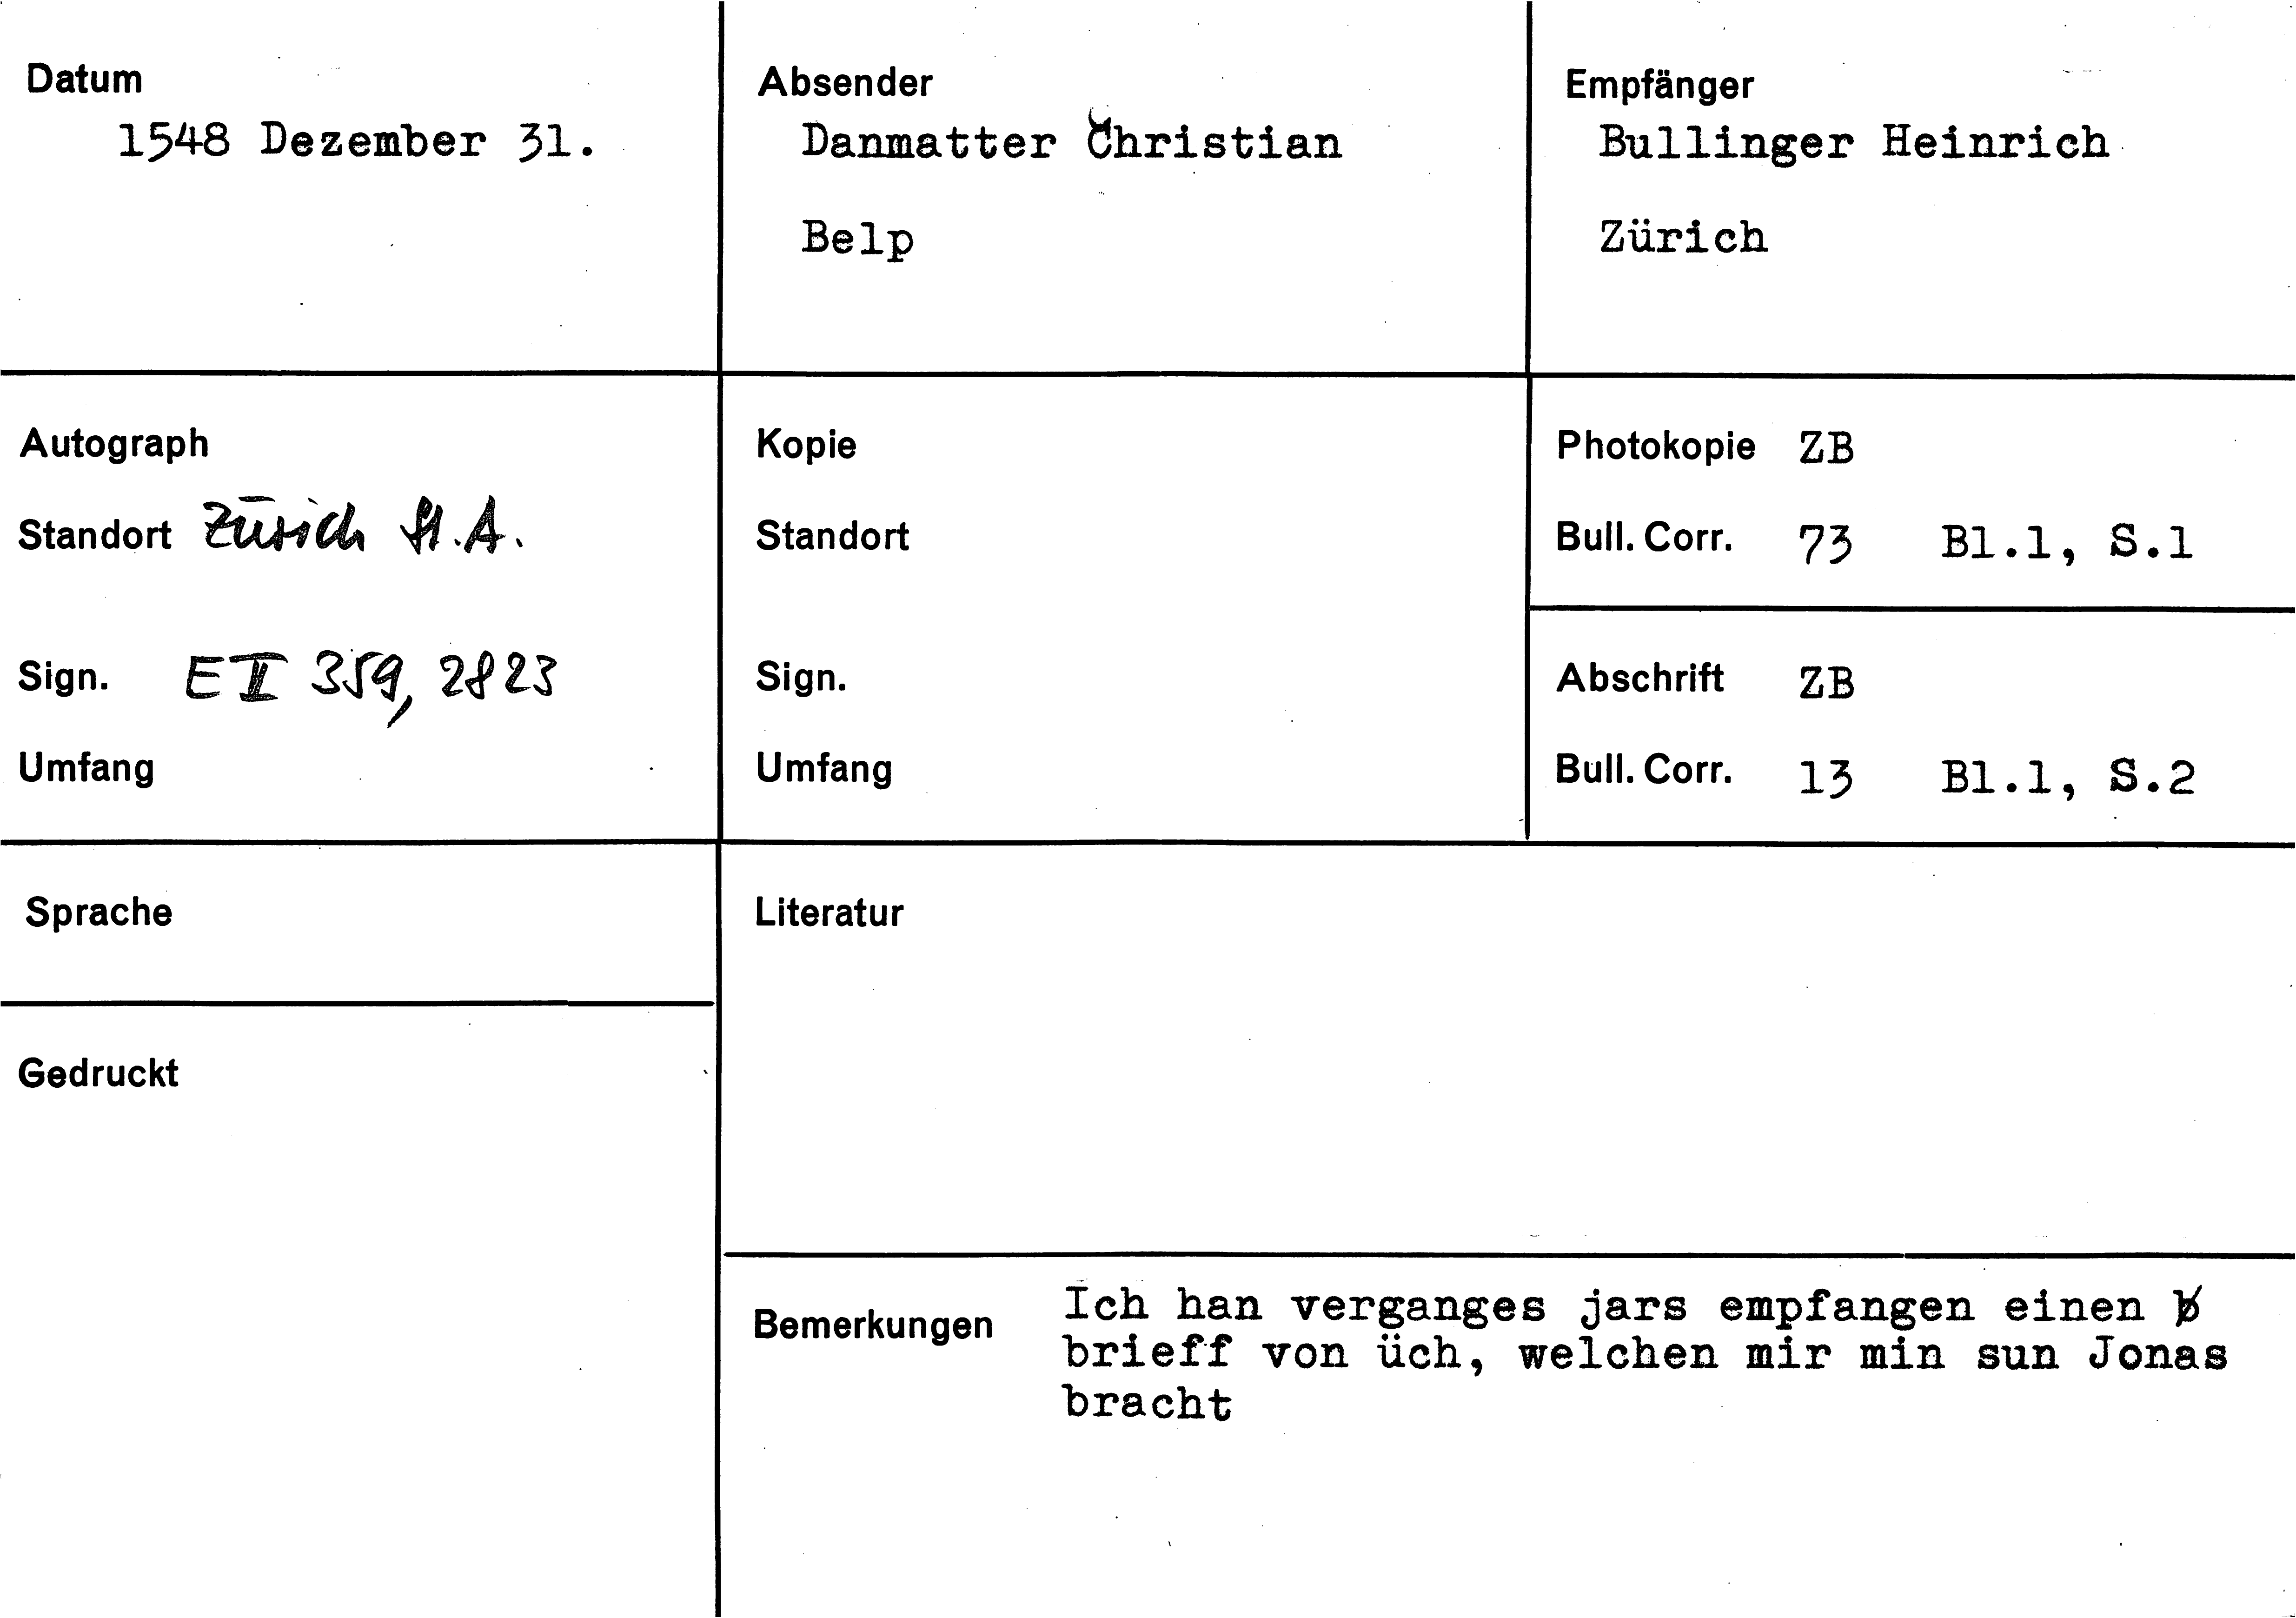 Datum
1548 Dezember 31.
Absender
Danmatter Christian
Belp
Empfänger
Bullinger Heinrich
Zürich
Autograph
Standort Zürich St.A.
Sign. E II 359, 2823
Umfang
Kopie
Standort
Sign.
Umfang
Photokopie ZB
Bull. Corr. 73 Bl.1, S.1
Abschrift ZB
Bull. Corr. 13 Bl.1, S.2
Sprache
Gedruckt
Literatur
Bemerkungen Ich han verganges jars empfangen einen
brieff von üch, welchen mir min sun Jonas
bracht